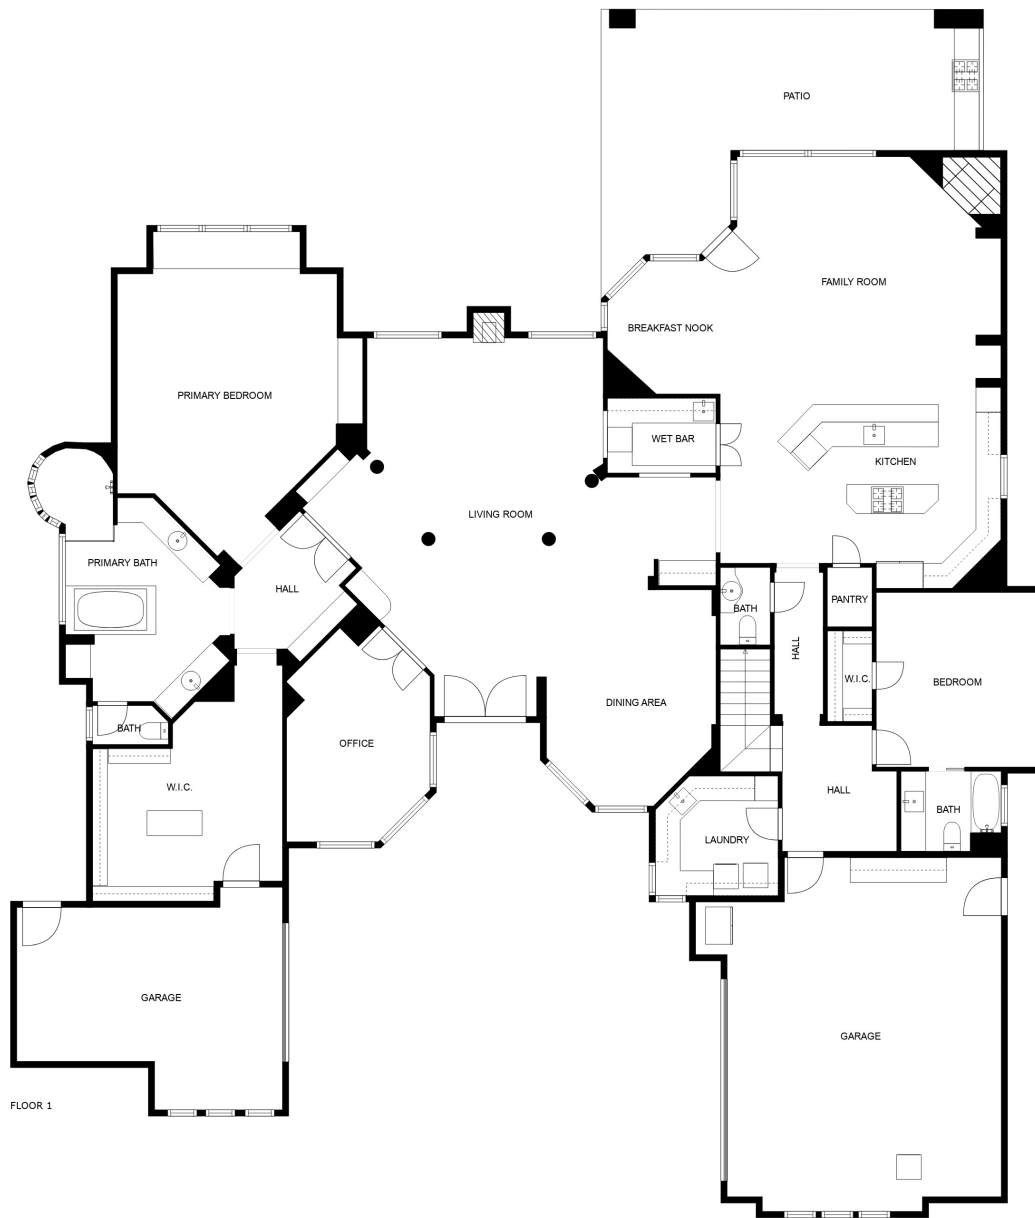 PATIO
FAMILY ROOM
BREAKFAST NOOK
PRIMARY BEDROOM
WET BAR
KITCHEN
LIVING ROOM
PRIMARY BATH
HALL
PANTRY
BATH
HALL
W.I.C.
BEDROOM
DINING AREA
BATH
OFFICE
W.I.C.
HALL
BATH
LAUNDRY
GARAGE
GARAGE
FLOOR 1